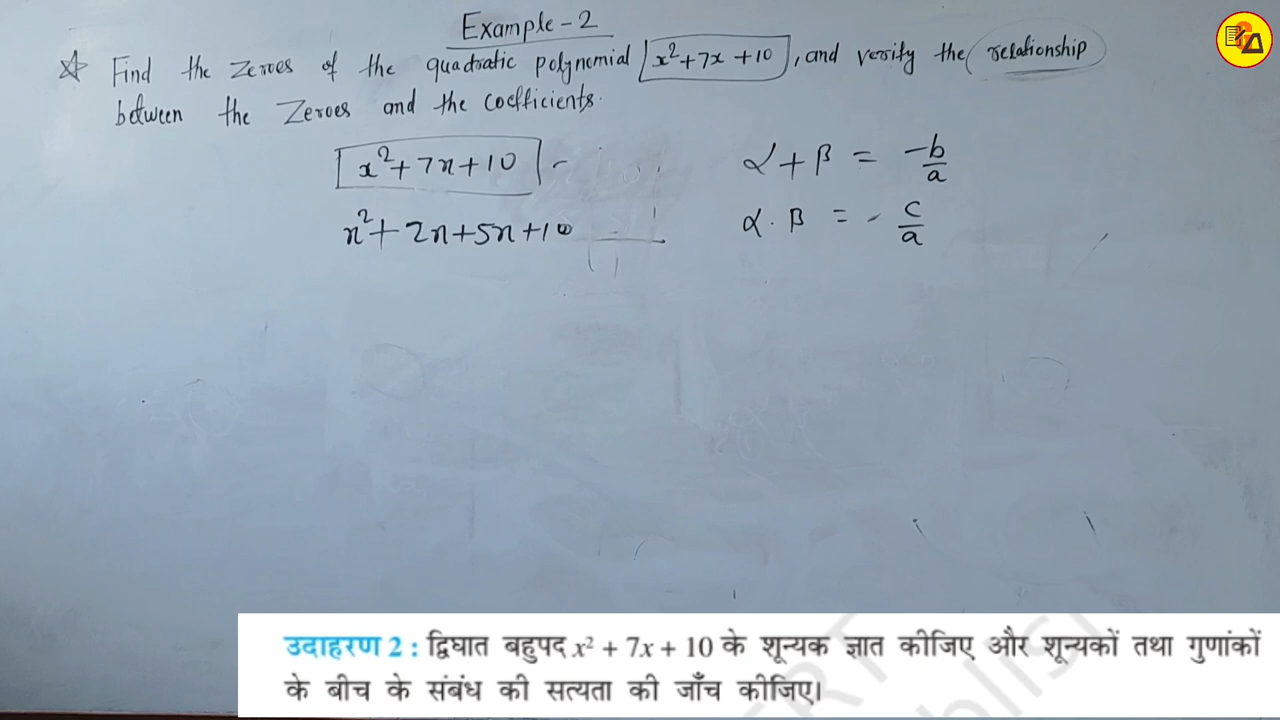 Example-2
☆ Find the zeroes of the quadratic polynomial x²+7x+10, and verify the relationship
between the Zeroes and the coefficients.
x²+7x+10 -
α+β = -b/a
x²+2x+5x+10
α.β = - c/a
उदाहरण 2 : द्विघात बहुपद x² + 7x + 10 के शून्यक ज्ञात कीजिए और शून्यकों तथा गुणांकों
के बीच के संबंध की सत्यता की जाँच कीजिए।